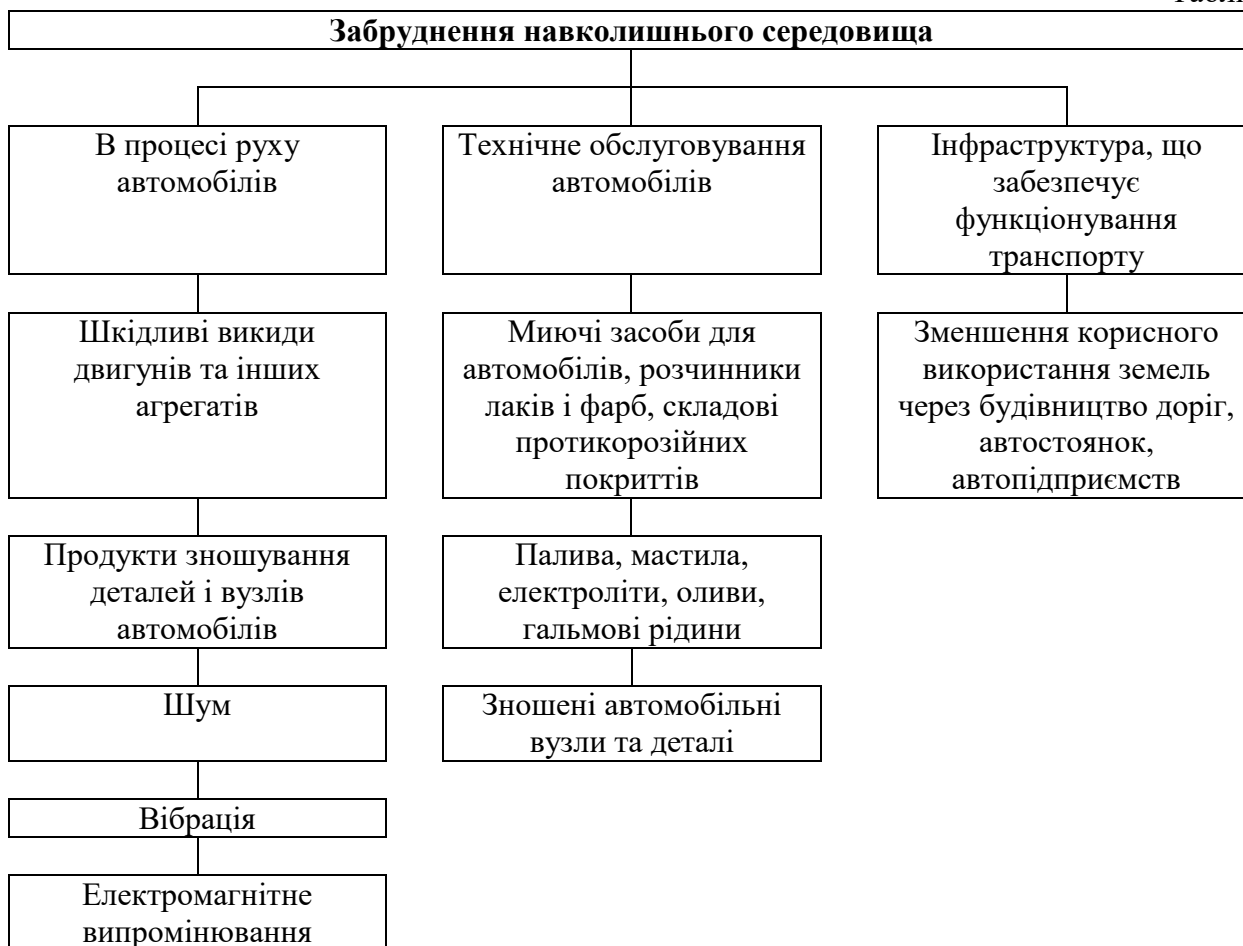 Забруднення навколишнього середовища
В процесі руху
автомобілів
Технічне обслуговування
автомобілів
Інфраструктура, що
забезпечує
функціонування
транспорту
Шкідливі викиди
двигунів та інших
агрегатів
Миючі засоби для
автомобілів, розчинники
лаків і фарб, складові
протикорозійних
покриттів
Зменшення корисного
використання земель
через будівництво доріг,
автостоянок,
автопідприємств
Продукти зношування
деталей і вузлів
автомобілів
Палива, мастила,
електроліти, оливи,
гальмові рідини
Шум
Зношені автомобільні
вузли та деталі
Вібрація
Електромагнітне
випромінювання